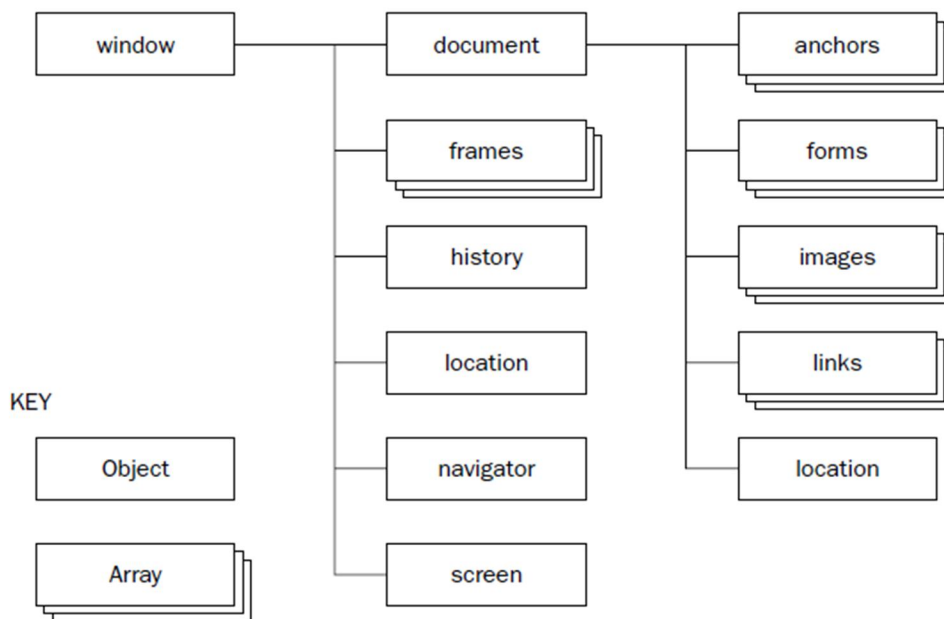 window
document
anchors
frames
forms
history
images
location
links
KEY
Object
navigator
location
Array
screen